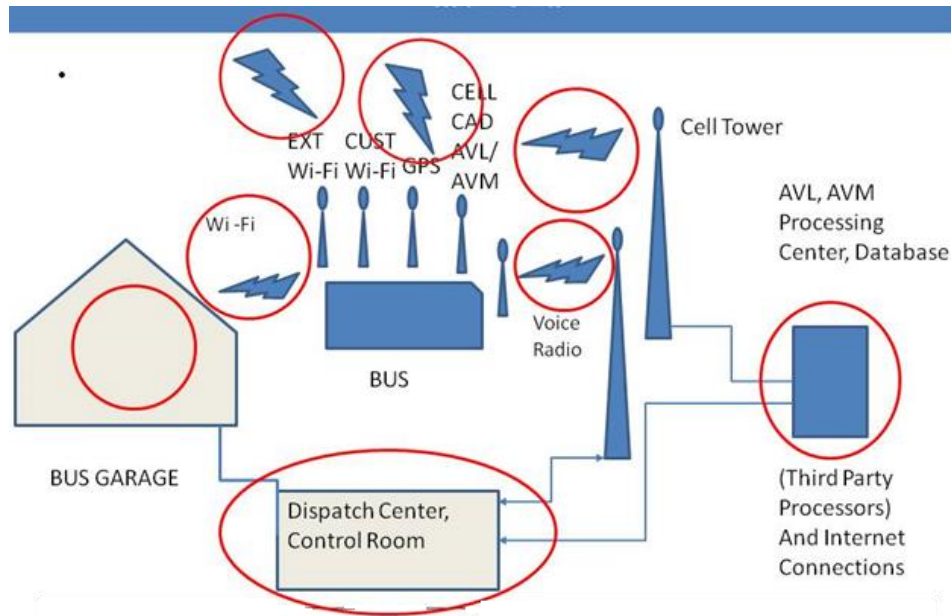 EXT
Wi-Fi
CUST
Wi-Fi
GPS
CELL
CAD
AVL/
AVM
Cell Tower
AVL, AVM
Processing
Center, Database
Wi -Fi
Voice
Radio
BUS
BUS GARAGE
Dispatch Center,
Control Room
(Third Party
Processors)
And Internet
Connections